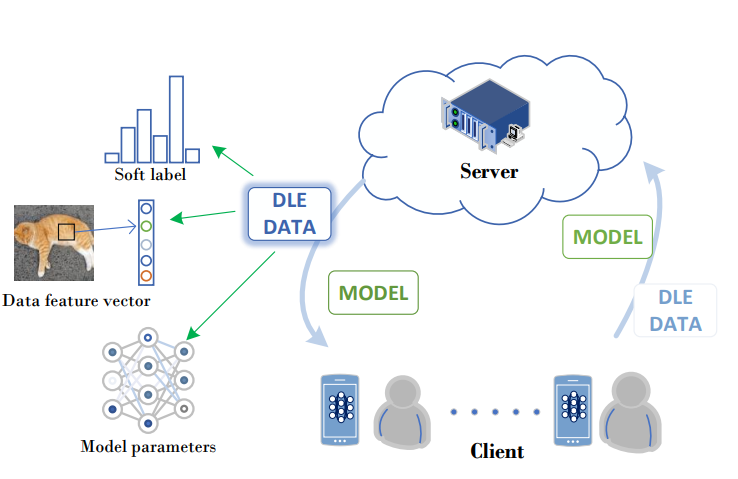 Server
Soft label
DLE
DATA
MODEL
Data feature vector
MODEL
DLE
DATA
Model parameters
Client